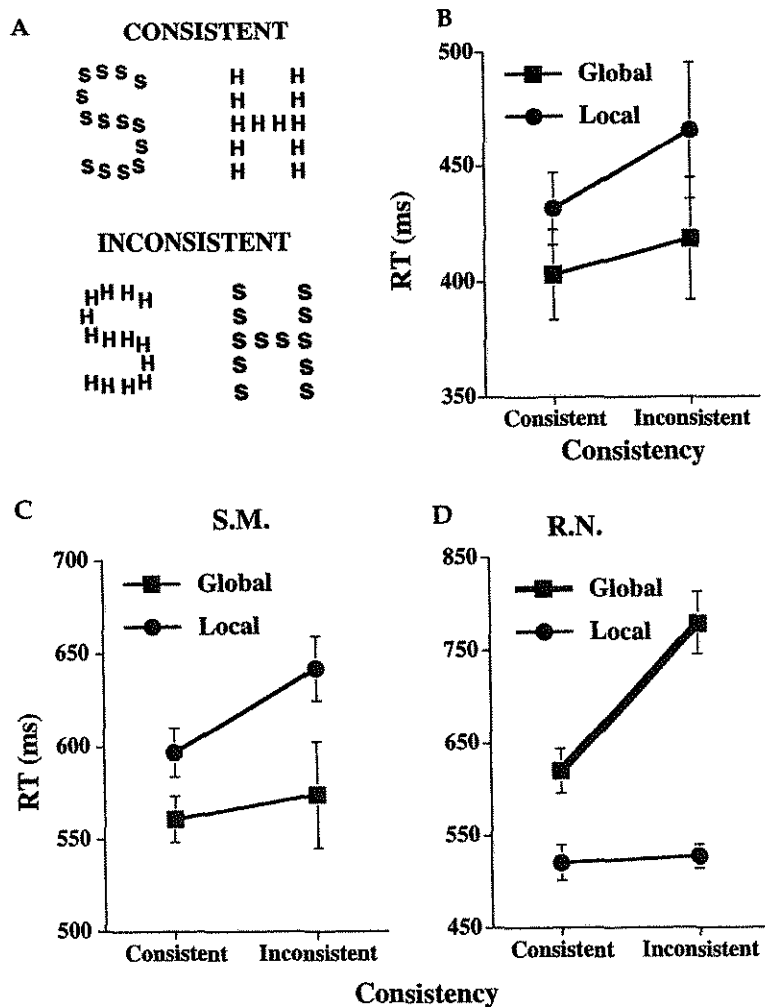 A
CONSISTENT
S S S S
S
S S S S
S
S S S S
H H
H H
H H H H
H H
H H
INCONSISTENT
H H H H
H
H H H H
H
H H H H
S S
S S
S S S S
S S
S S
B
500
450
400
350
RT (ms)
Global
Local
Consistent Inconsistent
Consistency
C
S.M.
700
650
600
550
500
RT (ms)
Global
Local
Consistent Inconsistent
D
R.N.
850
750
650
550
450
Global
Local
Consistent Inconsistent
Consistency